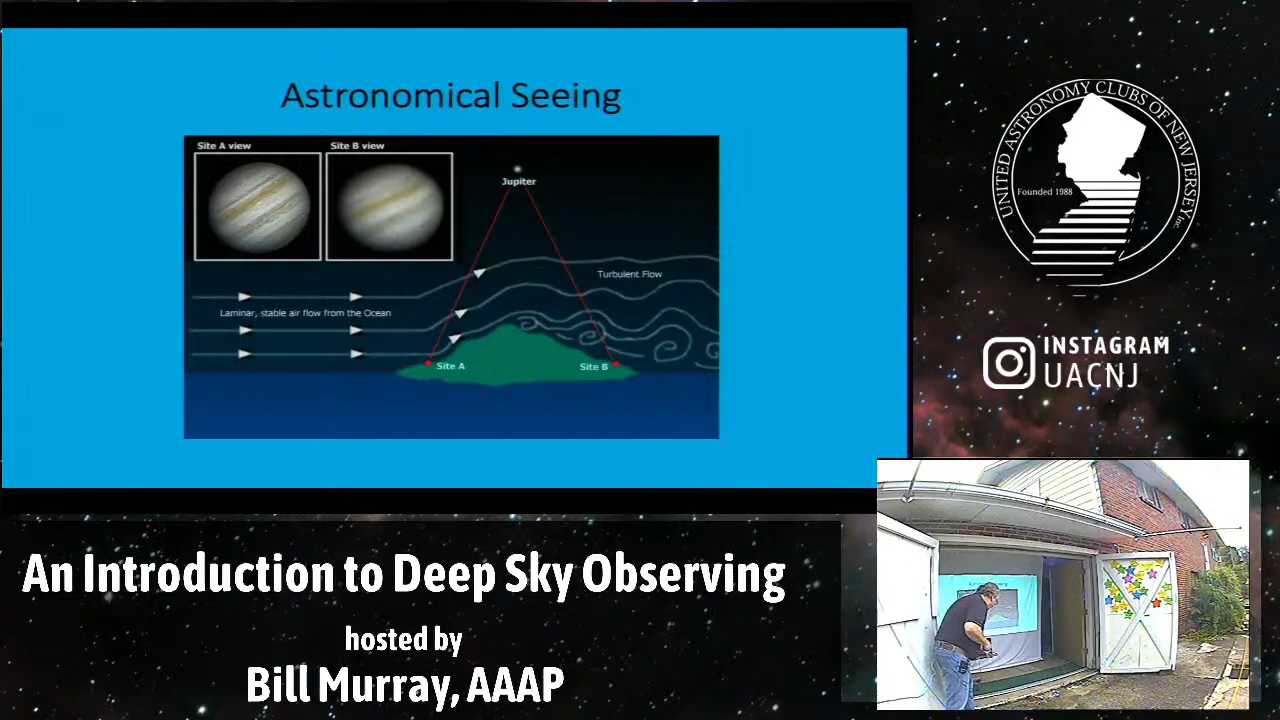 Astronomical Seeing
Site A view
Site B view
Jupiter
Turbulent Flow
Laminar, stable air flow from the Ocean
Site A
Site B
UNITED ASTRONOMY CLUBS OF NEW JERSEY, Inc.
Founded 1988
INSTAGRAM
UACNJ
An Introduction to Deep Sky Observing
hosted by
Bill Murray, AAAP